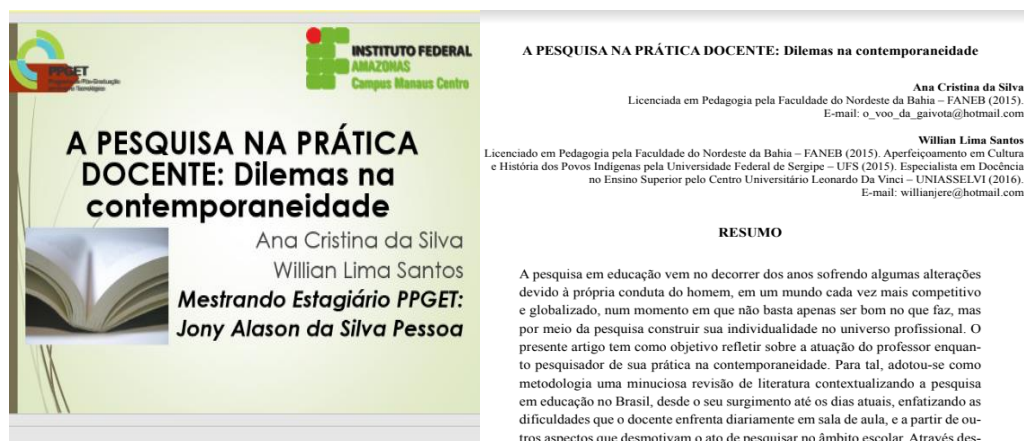 PPGET
INSTITUTO FEDERAL
AMAZONAS
Campus Manaus Centro
A PESQUISA NA PRÁTICA
DOCENTE: Dilemas na
contemporaneidade
Ana Cristina da Silva
Willian Lima Santos
Mestrando Estagiário PPGET:
Jony Alason da Silva Pessoa
A PESQUISA NA PRÁTICA DOCENTE: Dilemas na contemporaneidade
Ana Cristina da Silva
Licenciada em Pedagogia pela Faculdade do Nordeste da Bahia – FANEB (2015).
E-mail: o_voo_da_gaivota@hotmail.com
Willian Lima Santos
Licenciado em Pedagogia pela Faculdade do Nordeste da Bahia – FANEB (2015). Aperfeiçoamento em Cultura
e História dos Povos Indígenas pela Universidade Federal de Sergipe – UFS (2015). Especialista em Docência
no Ensino Superior pelo Centro Universitário Leonardo Da Vinci – UNIASSELVI (2016).
E-mail: willianjere@hotmail.com
RESUMO
A pesquisa em educação vem no decorrer dos anos sofrendo algumas alterações
devido à própria conduta do homem, em um mundo cada vez mais competitivo
e globalizado, num momento em que não basta apenas ser bom no que faz, mas
por meio da pesquisa construir sua individualidade no universo profissional. O
presente artigo tem como objetivo refletir sobre a atuação do professor enquan-
to pesquisador de sua prática na contemporaneidade. Para tal, adotou-se como
metodologia uma minuciosa revisão de literatura contextualizando a pesquisa
em educação no Brasil, desde o seu surgimento até os dias atuais, enfatizando as
dificuldades que o docente enfrenta diariamente em sala de aula, e a partir de ou-
tros aspectos que desmotivam o ato de pesquisar no âmbito escolar. Através des-